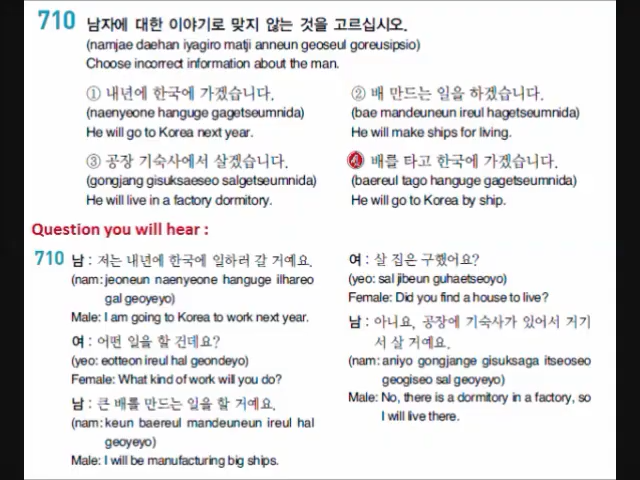 710 남자에 대한 이야기로 맞지 않는 것을 고르십시오.
(namjae daehan iyagiro matji anneun geoseul goreusipsio)
Choose incorrect information about the man.
① 내년에 한국에 가겠습니다.
(naenyeone hanguge gagetseumnida)
He will go to Korea next year.
② 배 만드는 일을 하겠습니다.
(bae mandeuneun ireul hagetseumnida)
He will make ships for living.
③ 공장 기숙사에서 살겠습니다.
(gongjang gisuksaeseo salgetseumnida)
He will live in a factory dormitory.
④ 배를 타고 한국에 가겠습니다.
(baereul tago hanguge gagetseumnida)
He will go to Korea by ship.
Question you will hear :
710 남 : 저는 내년에 한국에 일하러 갈 거예요.
(nam: jeoneun naenyeone hanguge ilhareo
gal geoyeyo)
Male: I am going to Korea to work next year.
여 : 어떤 일을 할 건데요?
(yeo: eotteon ireul hal geondeyo)
Female: What kind of work will you do?
남 : 큰 배를 만드는 일을 할 거예요.
(nam: keun baereul mandeuneun ireul hal
geoyeyo)
Male: I will be manufacturing big ships.
여 : 살 집은 구했어요?
(yeo: sal jibeun guhaetseoyo)
Female: Did you find a house to live?
남 : 아니요, 공장에 기숙사가 있어서 거기
서 살 거예요.
(nam: aniyo gongjange gisuksaga itseoseo
geogiseo sal geoyeyo)
Male: No, there is a dormitory in a factory, so
I will live there.